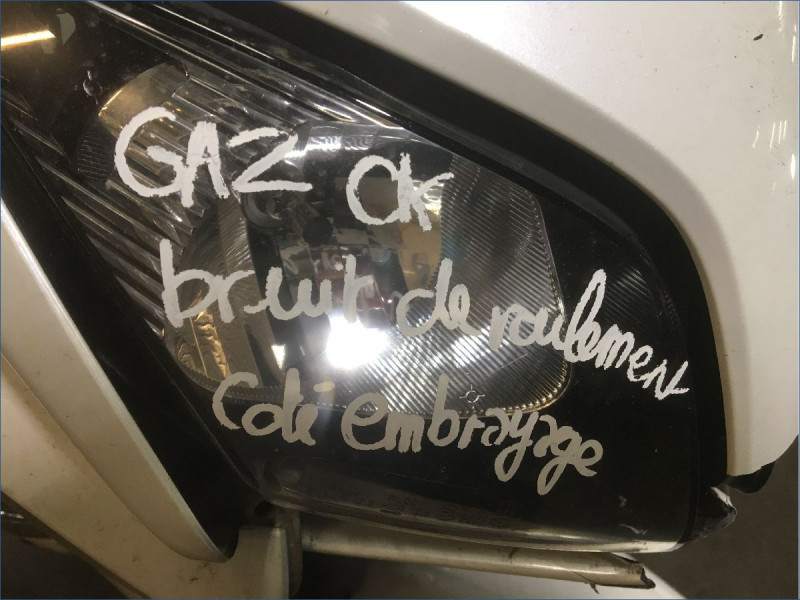 GAZ OK
bruit de roulement
Coté embrayage